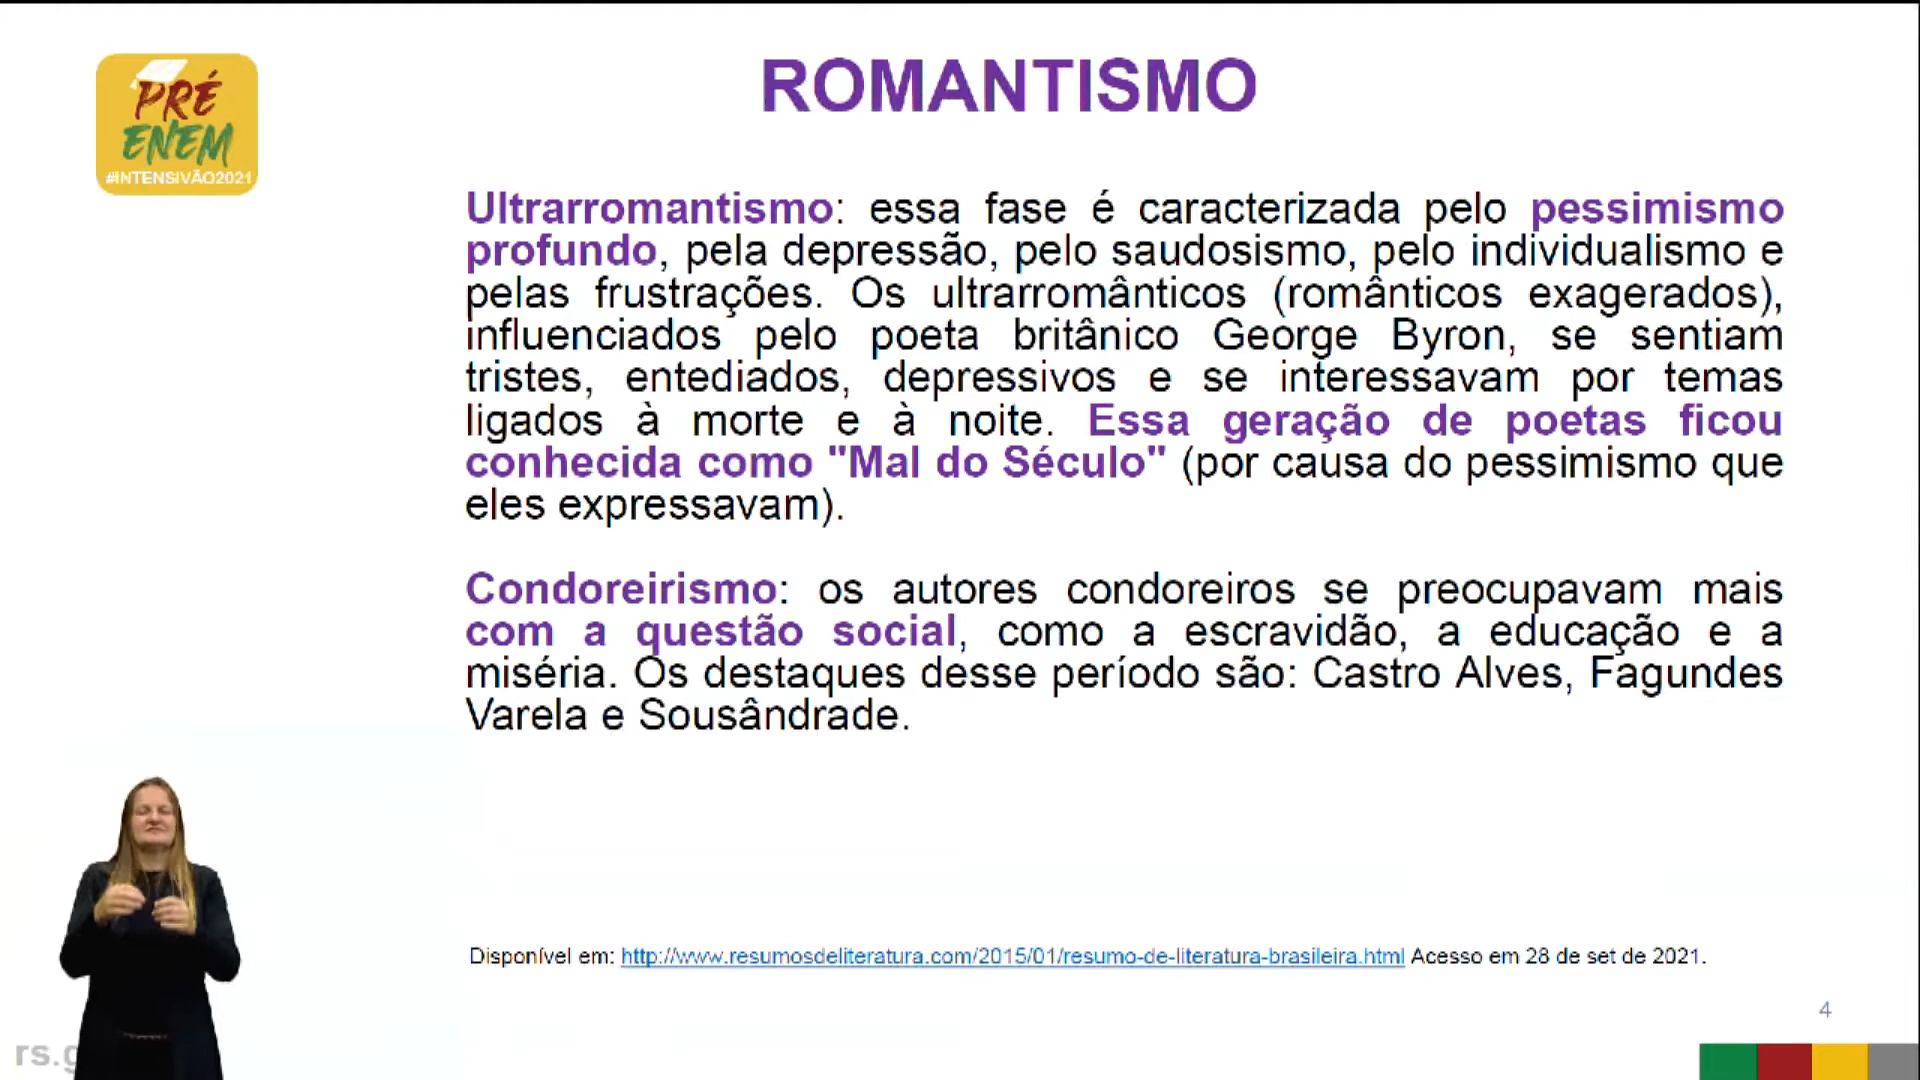 PRÉ
ENEM
#INTENSIVÃO2021
ROMANTISMO
Ultrarromantismo: essa fase é caracterizada pelo pessimismo
profundo, pela depressão, pelo saudosismo, pelo individualismo e
pelas frustrações. Os ultrarromânticos (românticos exagerados),
influenciados pelo poeta britânico George Byron, se sentiam
tristes, entediados, depressivos e se interessavam por temas
ligados à morte e à noite. Essa geração de poetas ficou
conhecida como "Mal do Século" (por causa do pessimismo que
eles expressavam).
Condoreirismo: os autores condoreiros se preocupavam mais
com a questão social, como a escravidão, a educação e a
miséria. Os destaques desse período são: Castro Alves, Fagundes
Varela e Sousândrade.
Disponível em: http://www.resumosdeliteratura.com/2015/01/resumo-de-literatura-brasileira.html Acesso em 28 de set de 2021.
4
rs.g